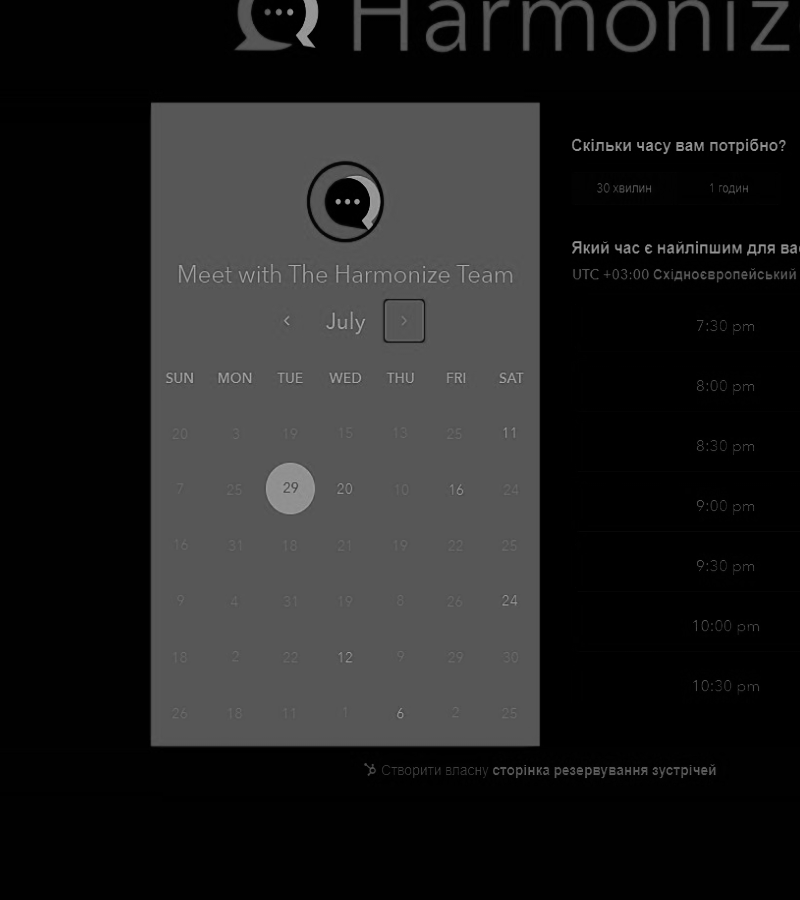 Harmoniz
Meet with The Harmonize Team
July
SUN MON TUE WED THU FRI SAT
20 3 19 15 13 25 11
7 25 29 20 10 16 24
16 31 18 21 19 22 25
9 4 31 19 8 26 24
18 2 22 12 9 29 30
26 18 11 1 6 2 25
Скільки часу вам потрібно?
30 хвилин 1 годин
Який час є найліпшим для ва
UTC +03:00 Східноєвропейський
7:30 pm
8:00 pm
8:30 pm
9:00 pm
9:30 pm
10:00 pm
10:30 pm
Створити власну сторінка резервування зустрічей